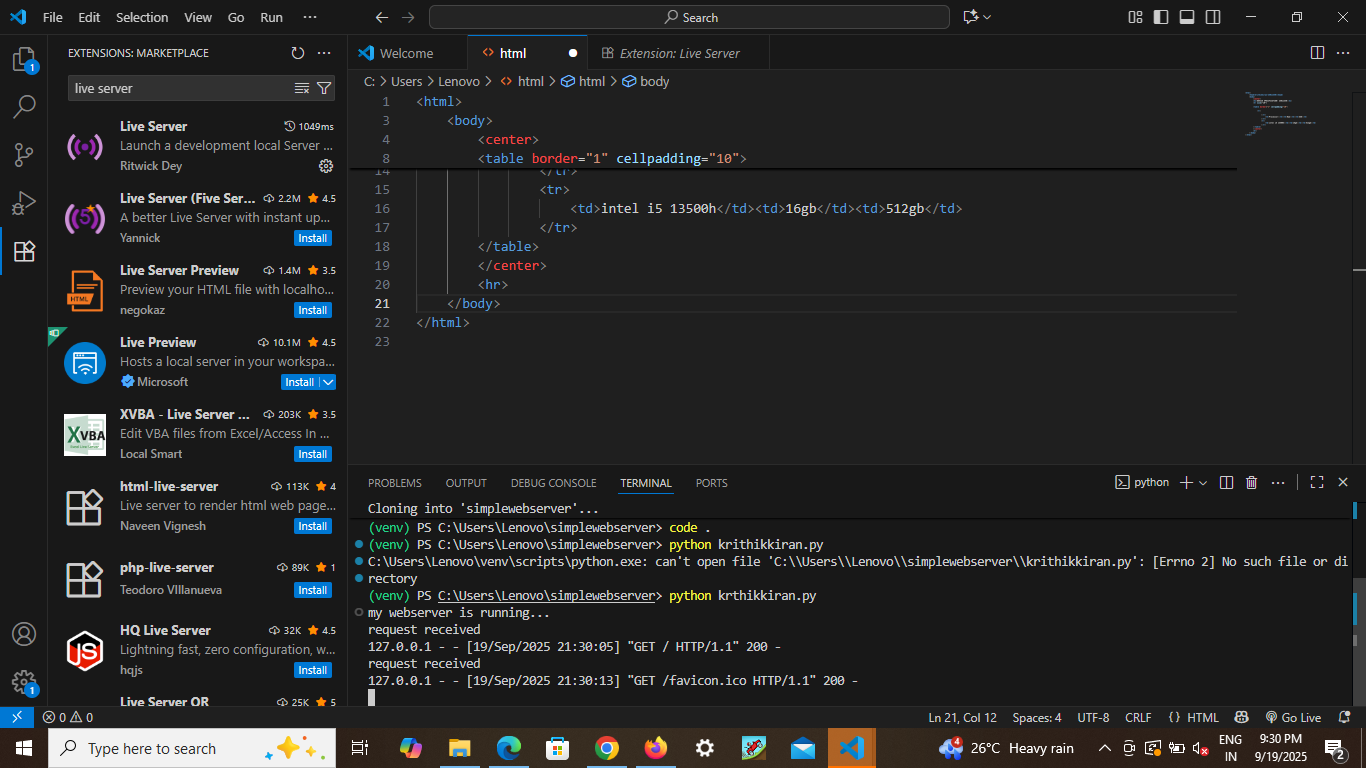 File Edit Selection View Go Run ··· Search
EXTENSIONS: MARKETPLACE
live server
Live Server 1049ms
Launch a development local Server ...
Ritwick Dey
Live Server (Five Ser... 2.2M 4.5
A better Live Server with instant up...
Yannick Install
Live Server Preview 1.4M 3.5
Preview your HTML file with localho...
negokaz Install
Live Preview 10.1M 4.5
Hosts a local server in your workspa...
Microsoft Install
XVBA - Live Server ... 203K 3.5
Edit VBA files from Excel/Access In ...
Local Smart Install
html-live-server 113K 4
Live server to render html web page...
Naveen Vignesh Install
php-live-server 89K 1
Teodoro VIllanueva Install
HQ Live Server 32K 4.5
Lightning fast, zero configuration, w...
hqjs Install
Live Server QR 25K 5
Welcome html Extension: Live Server
C: > Users > Lenovo > html > html > body
1 <html>
3 <body>
4 <center>
8 <table border="1" cellpadding="10">
14 </tr>
15 <tr>
16 <td>intel i5 13500h</td><td>16gb</td><td>512gb</td>
17 </tr>
18 </table>
19 </center>
20 <hr>
21 </body>
22 </html>
23
PROBLEMS OUTPUT DEBUG CONSOLE TERMINAL PORTS python
Cloning into 'simplewebserver'...
(venv) PS C:\Users\Lenovo\simplewebserver> code .
(venv) PS C:\Users\Lenovo\simplewebserver> python krithikkiran.py
C:\Users\Lenovo\venv\scripts\python.exe: can't open file 'C:\\Users\\Lenovo\\simplewebserver\\krithikkiran.py': [Errno 2] No such file or di
rectory
(venv) PS C:\Users\Lenovo\simplewebserver> python krthikkiran.py
my webserver is running...
request received
127.0.0.1 - - [19/Sep/2025 21:30:05] "GET / HTTP/1.1" 200 -
request received
127.0.0.1 - - [19/Sep/2025 21:30:13] "GET /favicon.ico HTTP/1.1" 200 -
0 0 Ln 21, Col 12 Spaces: 4 UTF-8 CRLF { } HTML Go Live
Type here to search 4 26°C Heavy rain ENG 9:30 PM
IN 9/19/2025 2